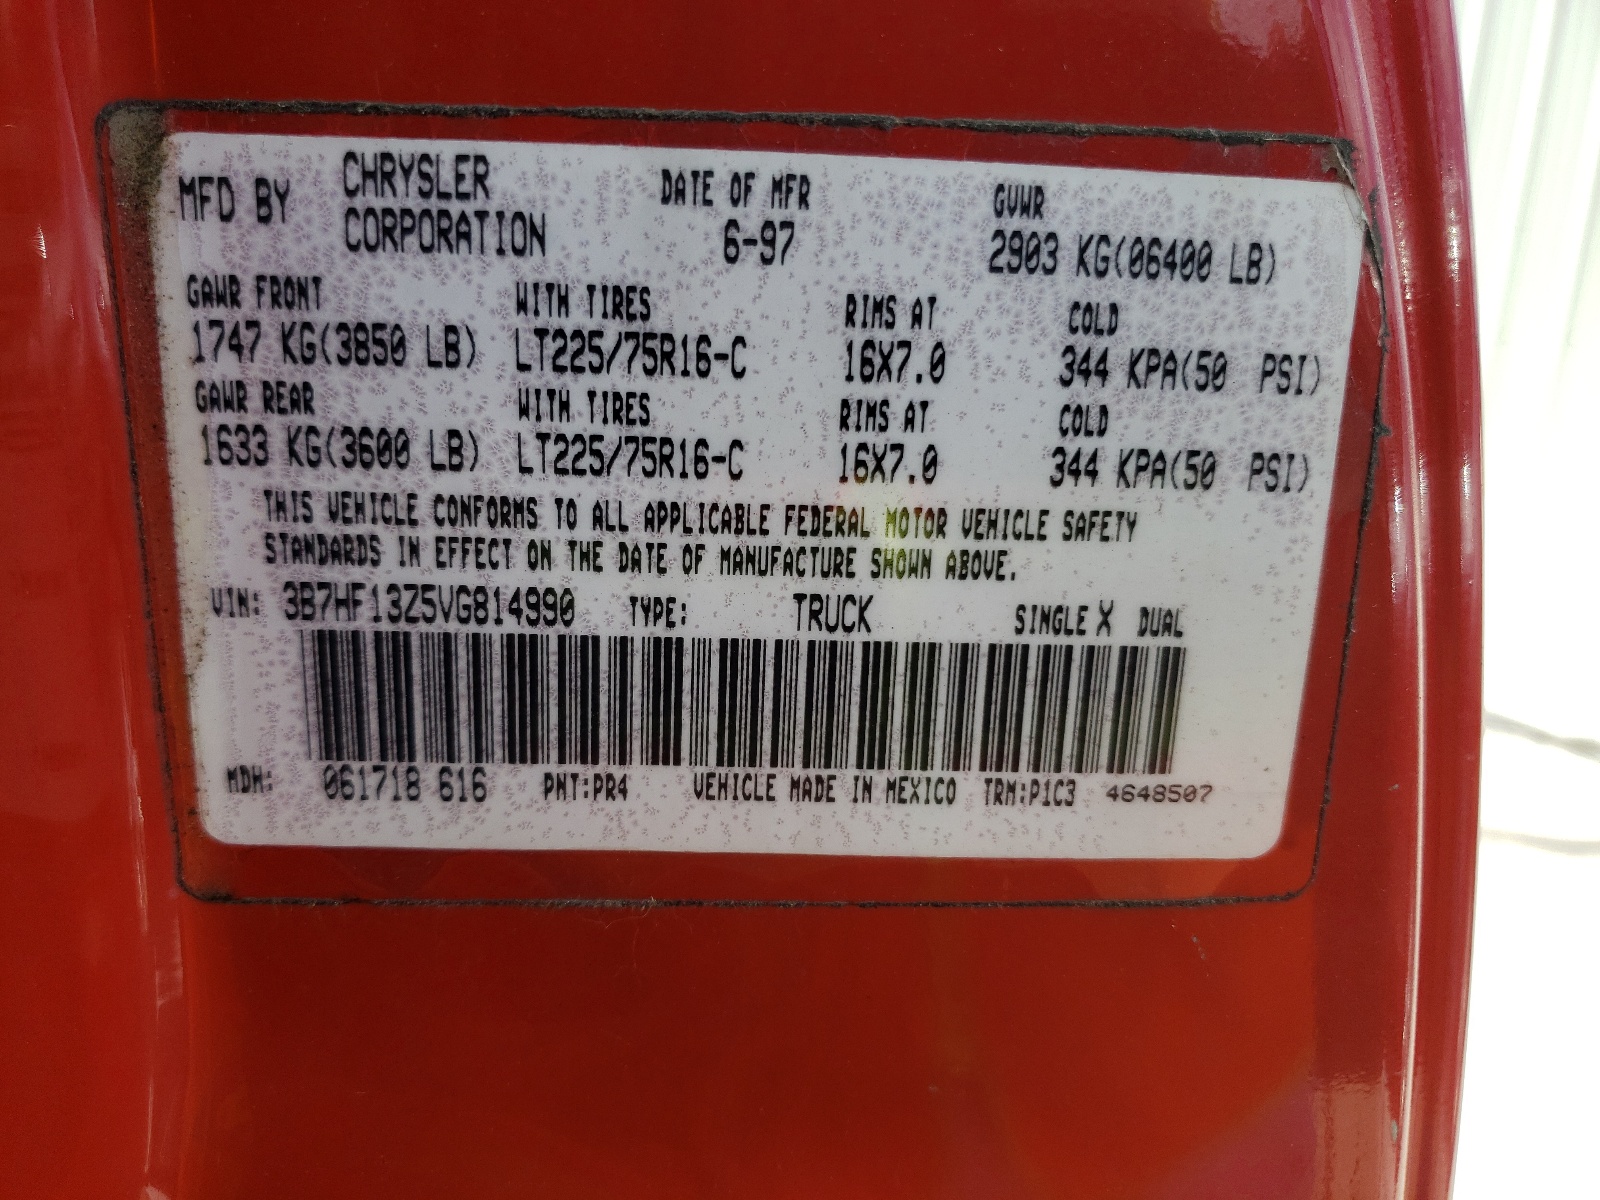 MFD BY CHRYSLER CORPORATION DATE OF MFR 6-97 GVWR 2903 KG(06400 LB)
GAWR FRONT WITH TIRES RIMS AT COLD
1747 KG(3850 LB) LT225/75R16-C 16X7.0 344 KPA(50 PSI)
GAWR REAR WITH TIRES RIMS AT COLD
1633 KG(3600 LB) LT225/75R16-C 16X7.0 344 KPA(50 PSI)
THIS VEHICLE CONFORMS TO ALL APPLICABLE FEDERAL MOTOR VEHICLE SAFETY
STANDARDS IN EFFECT ON THE DATE OF MANUFACTURE SHOWN ABOVE.
VIN: 3B7HF13Z5VG814990 TYPE: TRUCK SINGLE X DUAL
MDH: 061718 616 PNT:PR4 VEHICLE MADE IN MEXICO TRM:P1C3 4648507